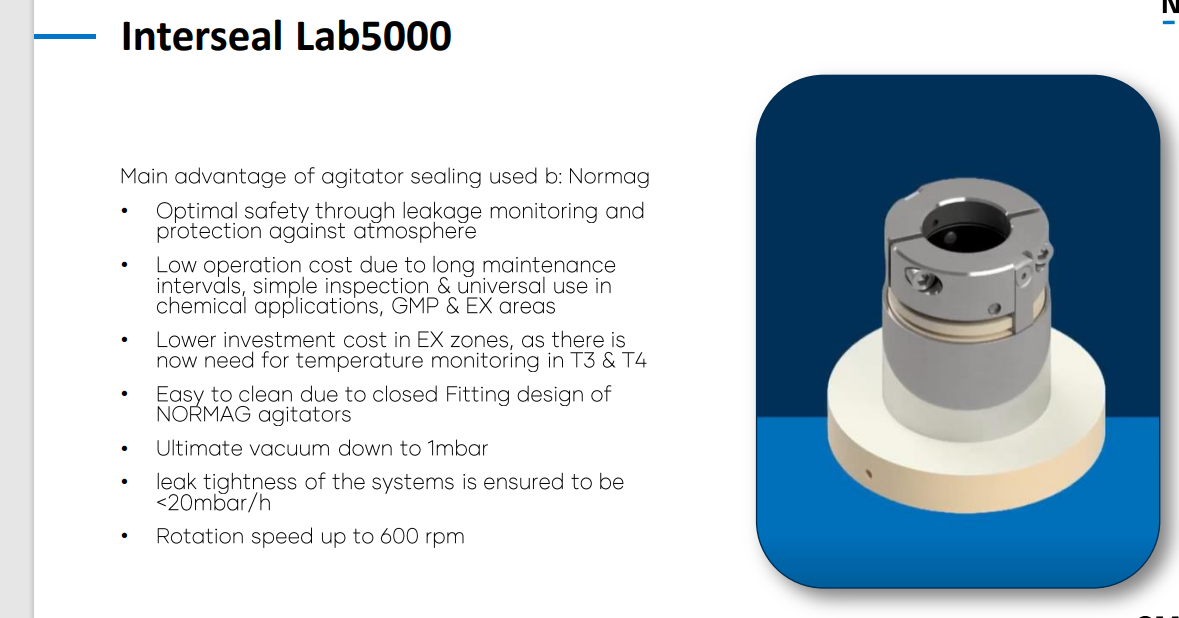 Interseal Lab5000
Main advantage of agitator sealing used b: Normag
• Optimal safety through leakage monitoring and
protection against atmosphere
• Low operation cost due to long maintenance
intervals, simple inspection & universal use in
chemical applications, GMP & EX areas
• Lower investment cost in EX zones, as there is
now need for temperature monitoring in T3 & T4
• Easy to clean due to closed Fitting design of
NORMAG agitators
• Ultimate vacuum down to 1mbar
• leak tightness of the systems is ensured to be
<20mbar/h
• Rotation speed up to 600 rpm